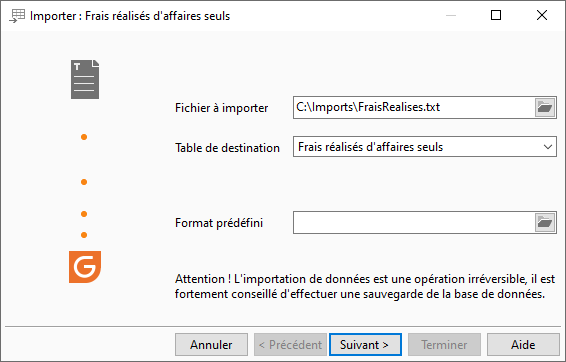 Importer : Frais réalisés d'affaires seuls
T
Fichier à importer
C:\Imports\FraisRealises.txt
Table de destination
Frais réalisés d'affaires seuls
Format prédéfini
G
Attention ! L'importation de données est une opération irréversible, il est
fortement conseillé d'effectuer une sauvegarde de la base de données.
Annuler
< Précédent
Suivant >
Terminer
Aide